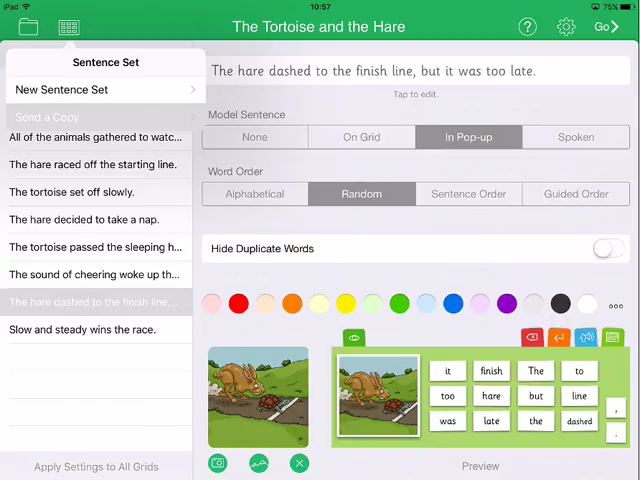 iPad
10:57
75%
The Tortoise and the Hare
?
Go
Sentence Set
New Sentence Set
Send a Copy
All of the animals gathered to watc...
The hare raced off the starting line.
The tortoise set off slowly.
The hare decided to take a nap.
The tortoise passed the sleeping h...
The sound of cheering woke up th...
The hare dashed to the finish line,...
Slow and steady wins the race.
Apply Settings to All Grids
The hare dashed to the finish line, but it was too late.
Tap to edit.
Model Sentence
None
On Grid
In Pop-up
Spoken
Word Order
Alphabetical
Random
Sentence Order
Guided Order
Hide Duplicate Words
it finish The to
too hare but line
,
was late the dashed
.
Preview